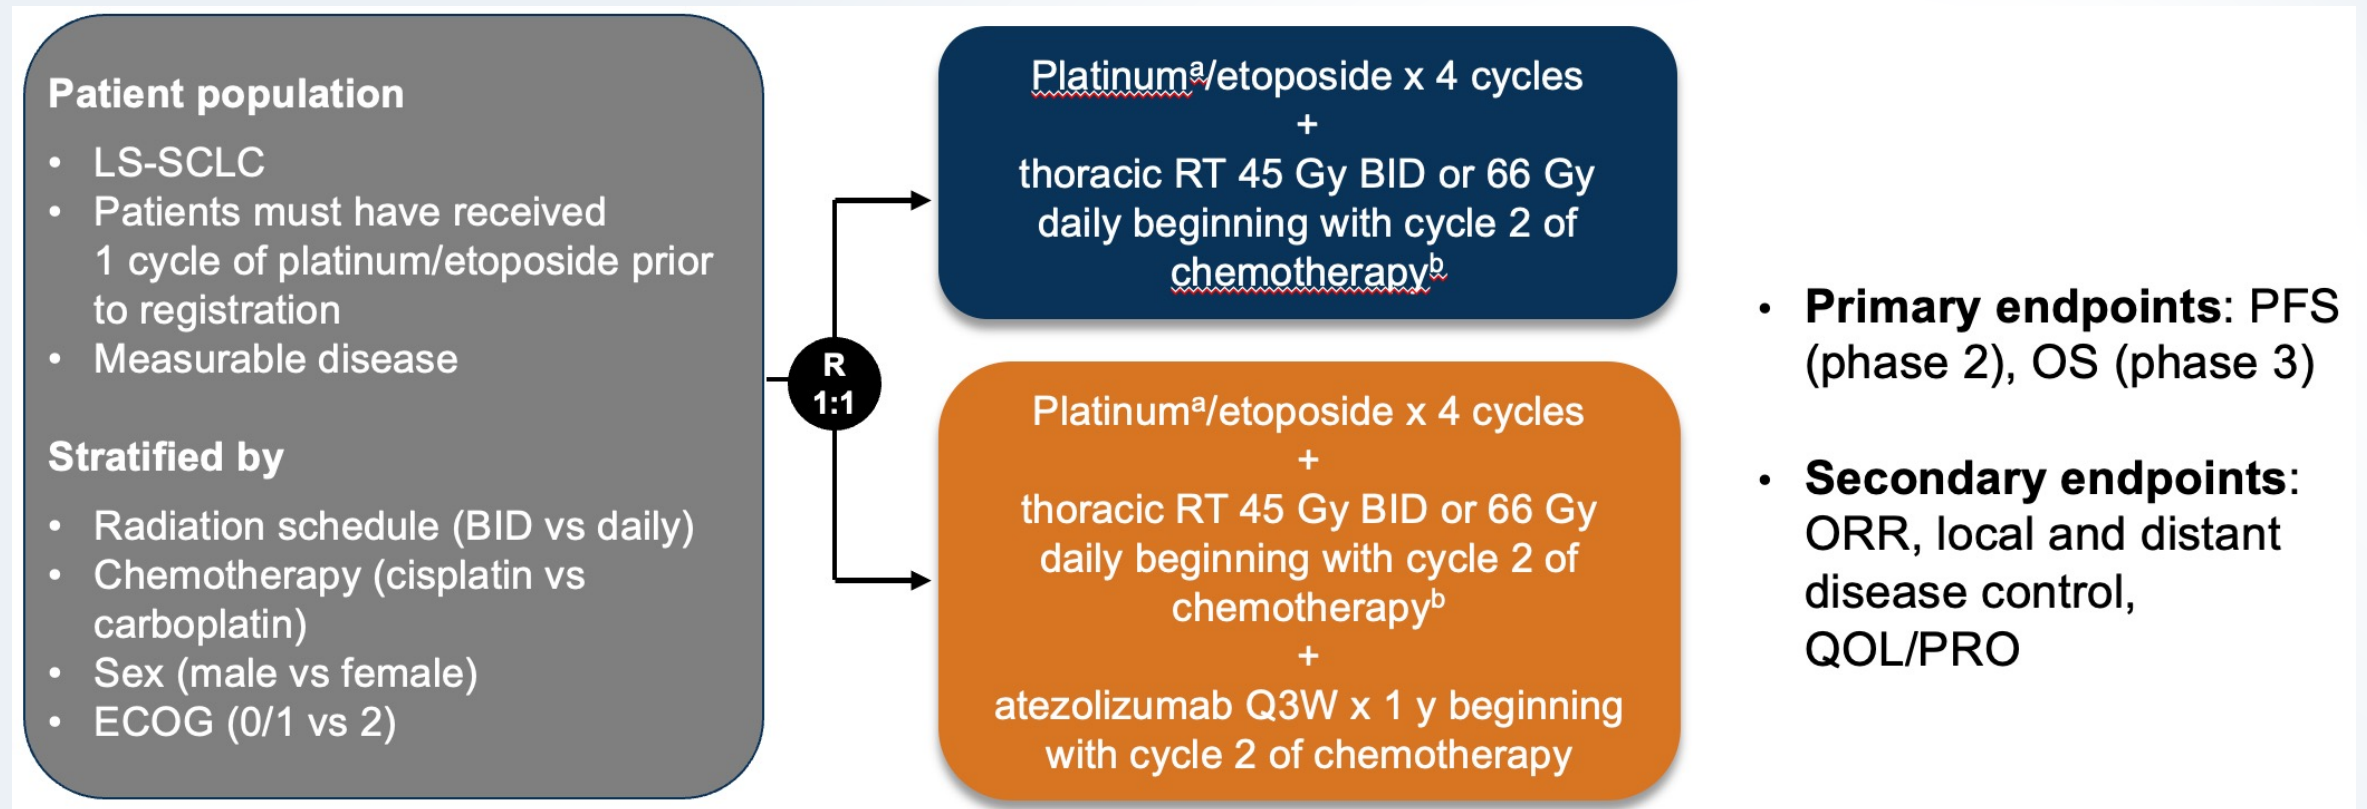 Patient population
• LS-SCLC
• Patients must have received
1 cycle of platinum/etoposide prior
to registration
• Measurable disease
Stratified by
• Radiation schedule (BID vs daily)
• Chemotherapy (cisplatin vs
carboplatin)
• Sex (male vs female)
• ECOG (0/1 vs 2)
R
1:1
Platinumᵃ/etoposide x 4 cycles
+
thoracic RT 45 Gy BID or 66 Gy
daily beginning with cycle 2 of
chemotherapyᵇ
Platinumᵃ/etoposide x 4 cycles
+
thoracic RT 45 Gy BID or 66 Gy
daily beginning with cycle 2 of
chemotherapyᵇ
+
atezolizumab Q3W x 1 y beginning
with cycle 2 of chemotherapy
• Primary endpoints: PFS
(phase 2), OS (phase 3)
• Secondary endpoints:
ORR, local and distant
disease control,
QOL/PRO